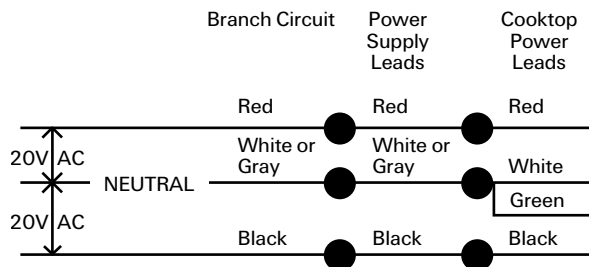 Branch Circuit
Power
Supply
Leads
Cooktop
Power
Leads
Red
Red
Red
White or
Gray
White or
Gray
White
20V AC
NEUTRAL
Green
20V AC
Black
Black
Black